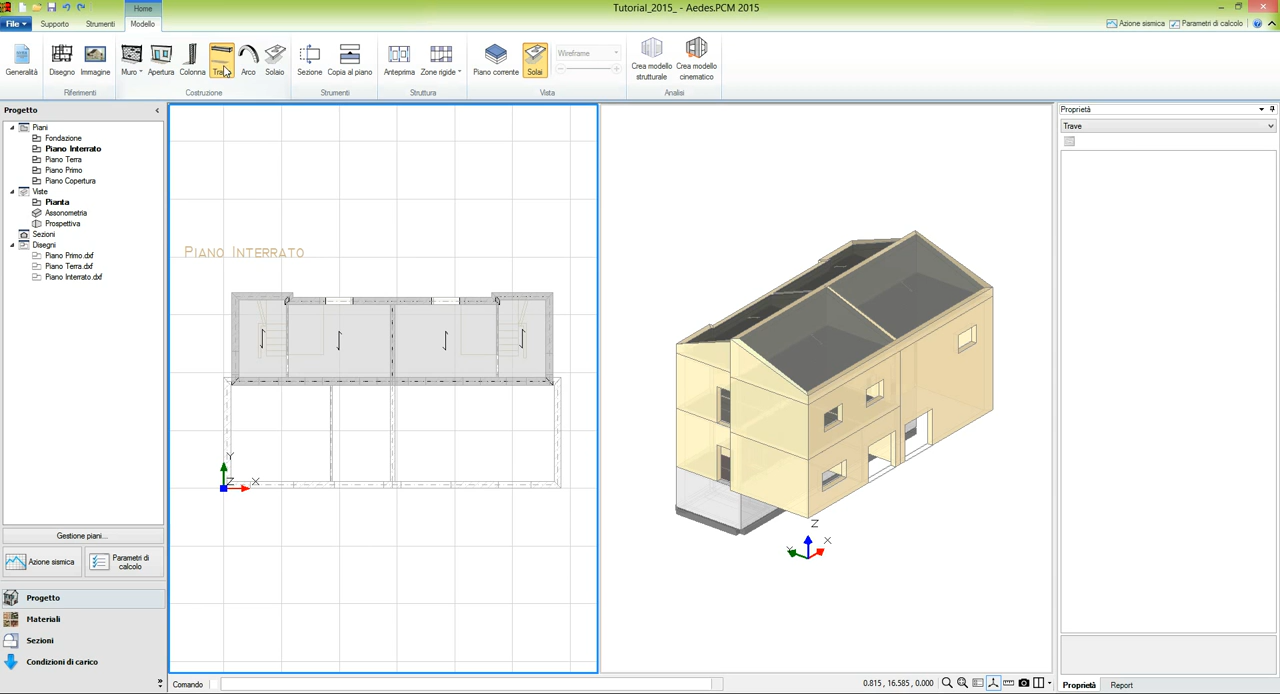 Tutorial_2015_ - Aedes.PCM 2015
Home
File
Supporto
Strumenti
Modello
Azione sismica
Parametri di calcolo
Generalità
Disegno
Immagine
Muro
Apertura
Colonna
Arco
Solaio
Sezione
Copia al piano
Anteprima
Zone rigide
Piano corrente
Solai
Wireframe
Crea modello strutturale
Crea modello cinematico
Riferimenti
Costruzione
Strumenti
Struttura
Vista
Analisi
Progetto
Piani
Fondazione
Piano Interrato
Piano Terra
Piano Primo
Piano Copertura
Viste
Pianta
Assonometria
Prospettiva
Sezioni
Disegni
Piano Primo.dxf
Piano Terra.dxf
Piano Interrato.dxf
Gestione piani...
Azione sismica
Parametri di calcolo
Progetto
Materiali
Sezioni
Condizioni di carico
PIANO INTERRATO
Y
Z
X
Z
X
Y
Proprietà
Trave
Comando
0.815, 16.585, 0.000
Proprietà
Report